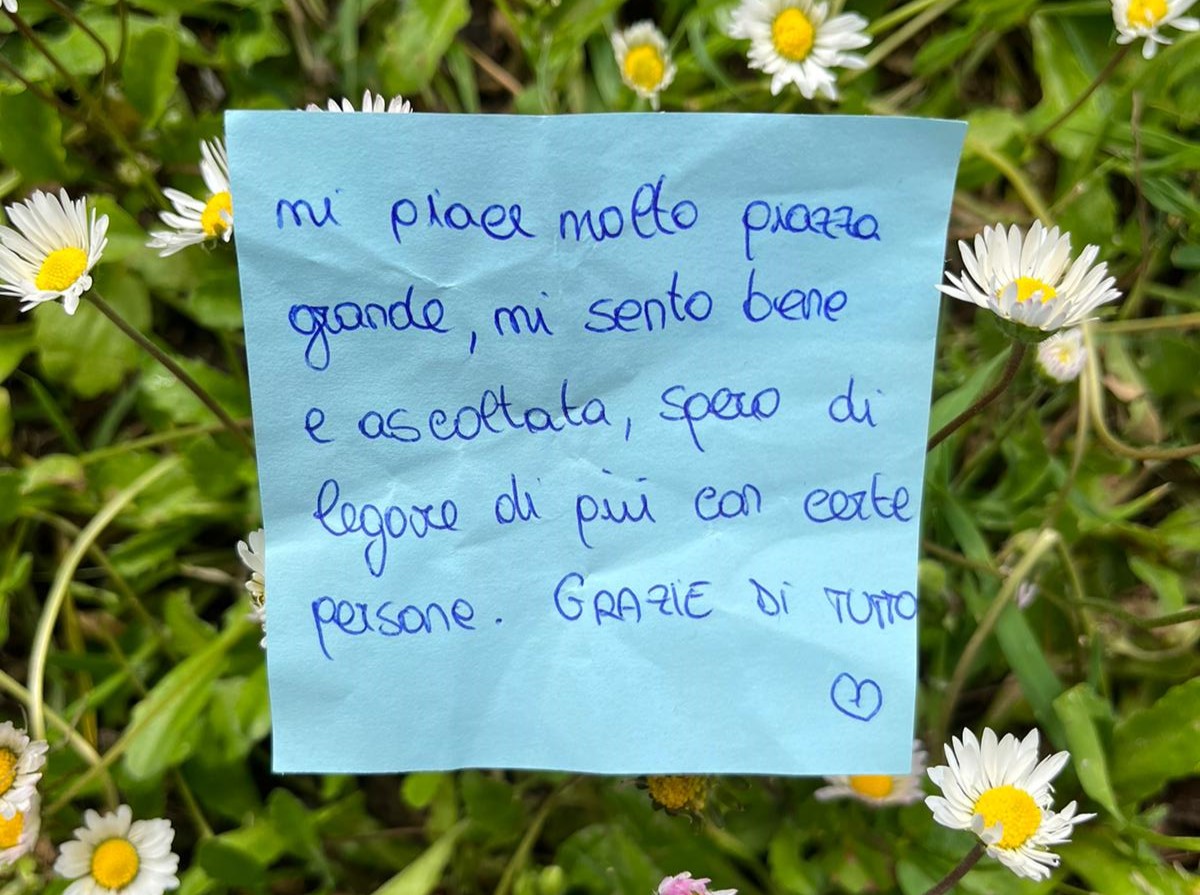 mi piace molto piazza
grande, mi sento bene
e ascoltata, spero di
legare di più con certe
persone. GRAZIE DI TUTTO
♡